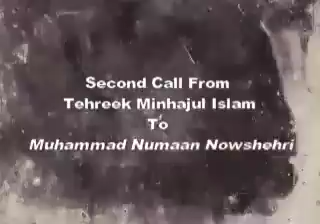 Second Call From
Tehreek Minhajul Islam
To
Muhammad Numaan Nowshehri